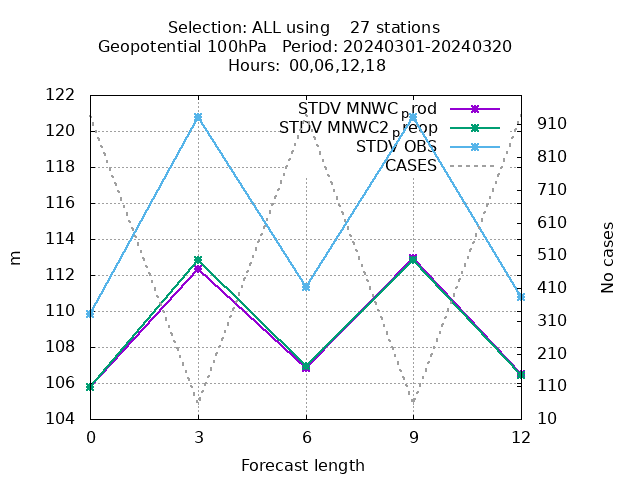 Selection: ALL using 27 stations
Geopotential 100hPa Period: 20240301-20240320
Hours: 00,06,12,18
STDV MNWC_prod
STDV MNWC2_preop
STDV OBS
CASES
122
120
118
116
114
112
110
108
106
104
m
910
810
710
610
510
410
310
210
110
10
No cases
0 3 6 9 12
Forecast length